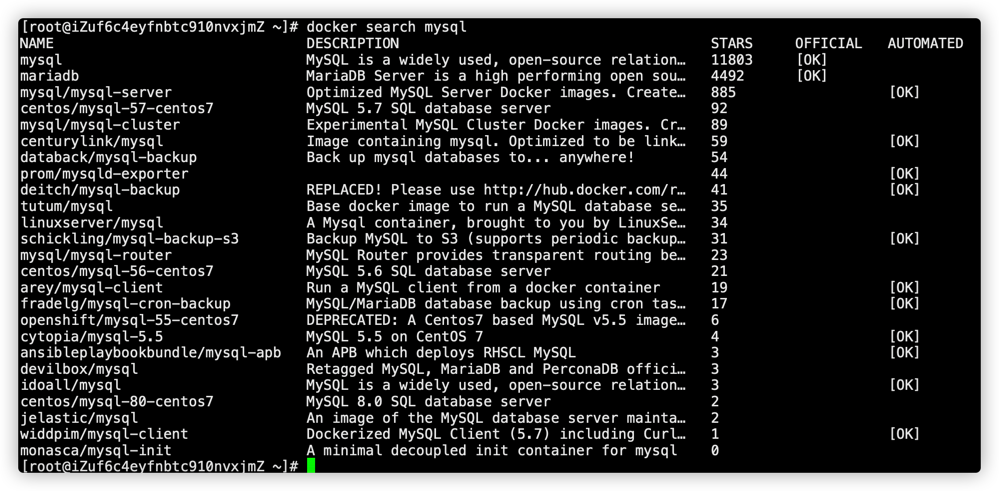 [root@iZuf6c4eyfnbtc910nvxjmZ ~]# docker search mysql
NAME DESCRIPTION STARS OFFICIAL AUTOMATED
mysql MySQL is a widely used, open-source relation… 11803 [OK]
mariadb MariaDB Server is a high performing open sou… 4492 [OK]
mysql/mysql-server Optimized MySQL Server Docker images. Create… 885 [OK]
centos/mysql-57-centos7 MySQL 5.7 SQL database server 92
mysql/mysql-cluster Experimental MySQL Cluster Docker images. Cr… 89
centurylink/mysql Image containing mysql. Optimized to be link… 59 [OK]
databack/mysql-backup Back up mysql databases to... anywhere! 54
prom/mysqld-exporter 44 [OK]
deitch/mysql-backup REPLACED! Please use http://hub.docker.com/r… 41 [OK]
tutum/mysql Base docker image to run a MySQL database se… 35
linuxserver/mysql A Mysql container, brought to you by LinuxSe… 34
schickling/mysql-backup-s3 Backup MySQL to S3 (supports periodic backup… 31 [OK]
mysql/mysql-router MySQL Router provides transparent routing be… 23
centos/mysql-56-centos7 MySQL 5.6 SQL database server 21
arey/mysql-client Run a MySQL client from a docker container 19 [OK]
fradelg/mysql-cron-backup MySQL/MariaDB database backup using cron tas… 17 [OK]
openshift/mysql-55-centos7 DEPRECATED: A Centos7 based MySQL v5.5 image… 6
cytopia/mysql-5.5 MySQL 5.5 on CentOS 7 4 [OK]
ansibleplaybookbundle/mysql-apb An APB which deploys RHSCL MySQL 3 [OK]
devilbox/mysql Retagged MySQL, MariaDB and PerconaDB offici… 3
idoall/mysql MySQL is a widely used, open-source relation… 3 [OK]
centos/mysql-80-centos7 MySQL 8.0 SQL database server 2
jelastic/mysql An image of the MySQL database server mainta… 2
widdpim/mysql-client Dockerized MySQL Client (5.7) including Curl… 1 [OK]
monasca/mysql-init A minimal decoupled init container for mysql 0
[root@iZuf6c4eyfnbtc910nvxjmZ ~]#